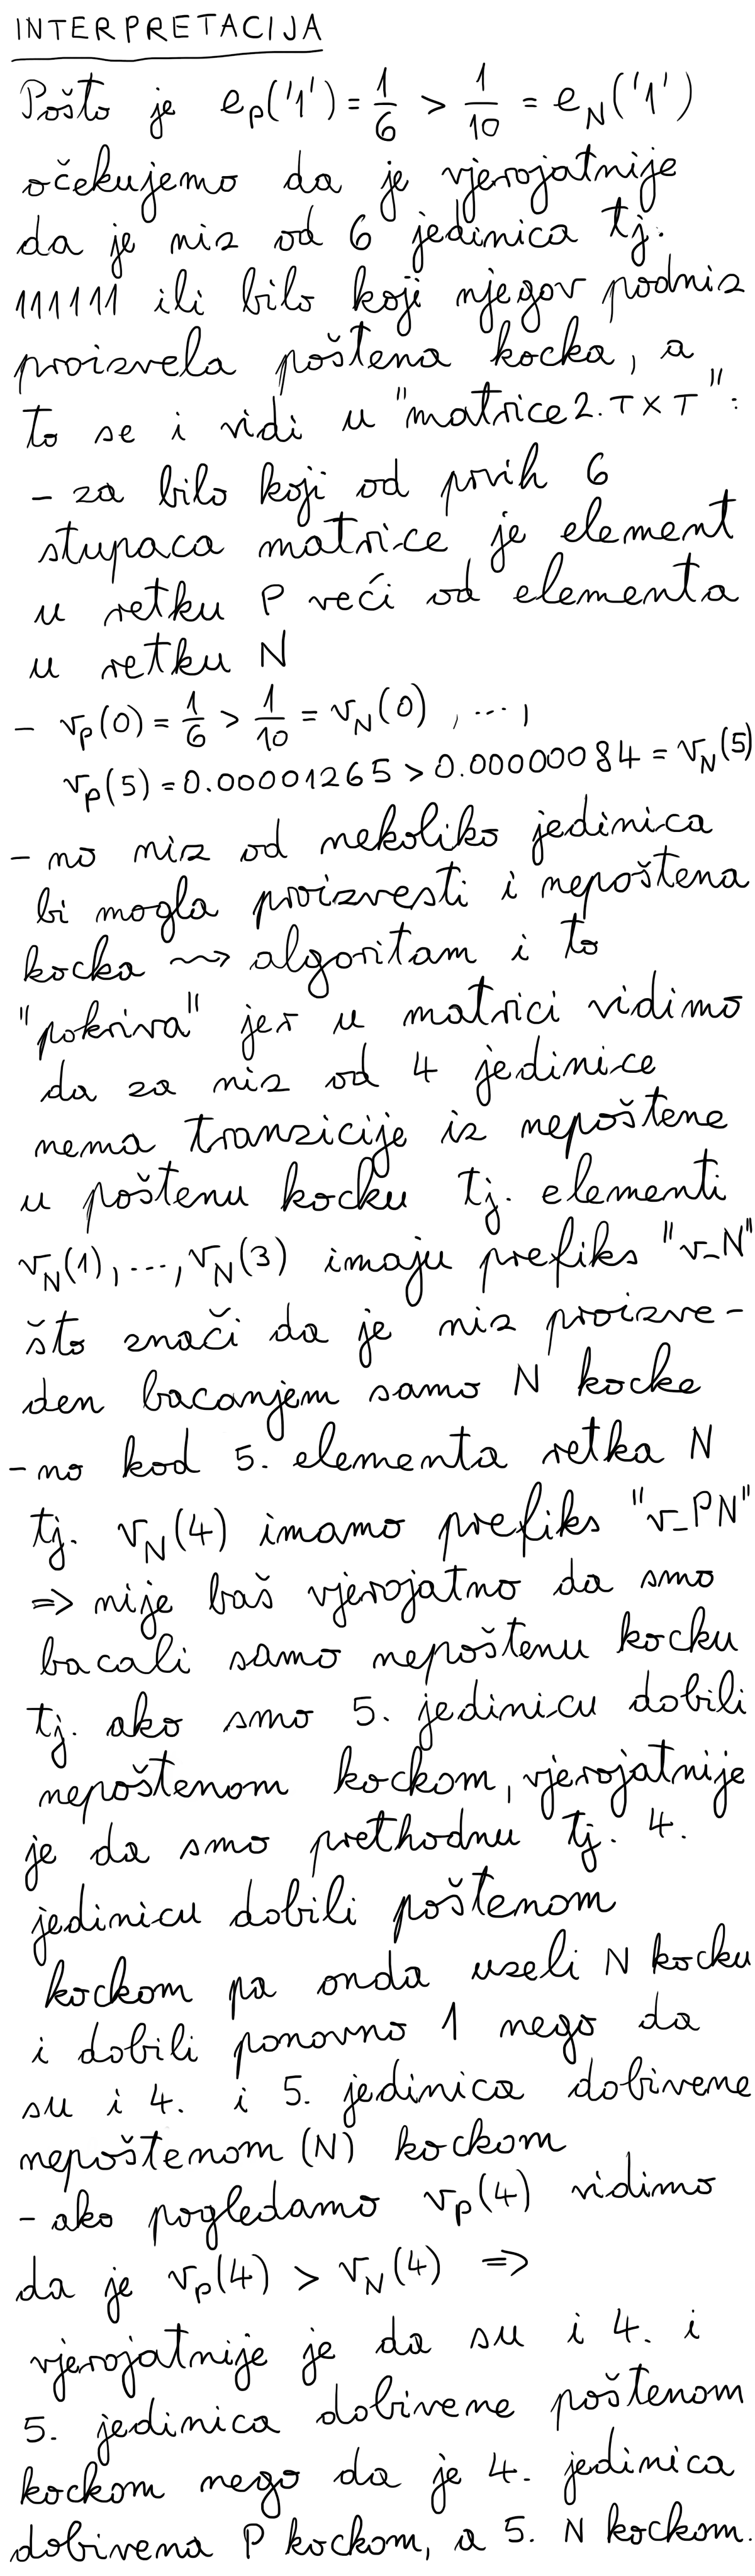 INTERPRETACIJA
Pošto je e_P('1') = 1/6 > 1/10 = e_N('1')
očekujemo da je vjerojatnije
da je niz od 6 jedinica tj.
111111 ili bilo koji njegov podniz
proizvela poštena kocka, a
to se i vidi u "matrice2.TXT":
- za bilo koji od prvih 6
stupaca matrice je element
u retku P veći od elementa
u retku N
- v_P(0) = 1/6 > 1/10 = v_N(0), ...,
v_P(5) = 0.00001265 > 0.00000084 = v_N(5)
- no niz od nekoliko jedinica
bi mogla proizvesti i nepoštena
kocka ⇝ algoritam i to
"pokriva" jer u matrici vidimo
da za niz od 4 jedinice
nema tranzicije iz nepoštene
u poštenu kocku tj. elementi
v_N(1), ..., v_N(3) imaju prefiks "v_N"
što znači da je niz proizve-
den bacanjem samo N kocke
- no kod 5. elementa retka N
tj. v_N(4) imamo prefiks "v_PN"
=> nije baš vjerojatno da smo
bacali samo nepoštenu kocku
tj. ako smo 5. jedinicu dobili
nepoštenom kockom, vjerojatnije
je da smo prethodnu tj. 4.
jedinicu dobili poštenom
kockom pa onda uzeli N kocku
i dobili ponovno 1 nego da
su i 4. i 5. jedinica dobivene
nepoštenom (N) kockom
- ako pogledamo v_P(4) vidimo
da je v_P(4) > v_N(4) =>
vjerojatnije je da su i 4. i
5. jedinica dobivene poštenom
kockom nego da je 4. jedinica
dobivena P kockom, a 5. N kockom.